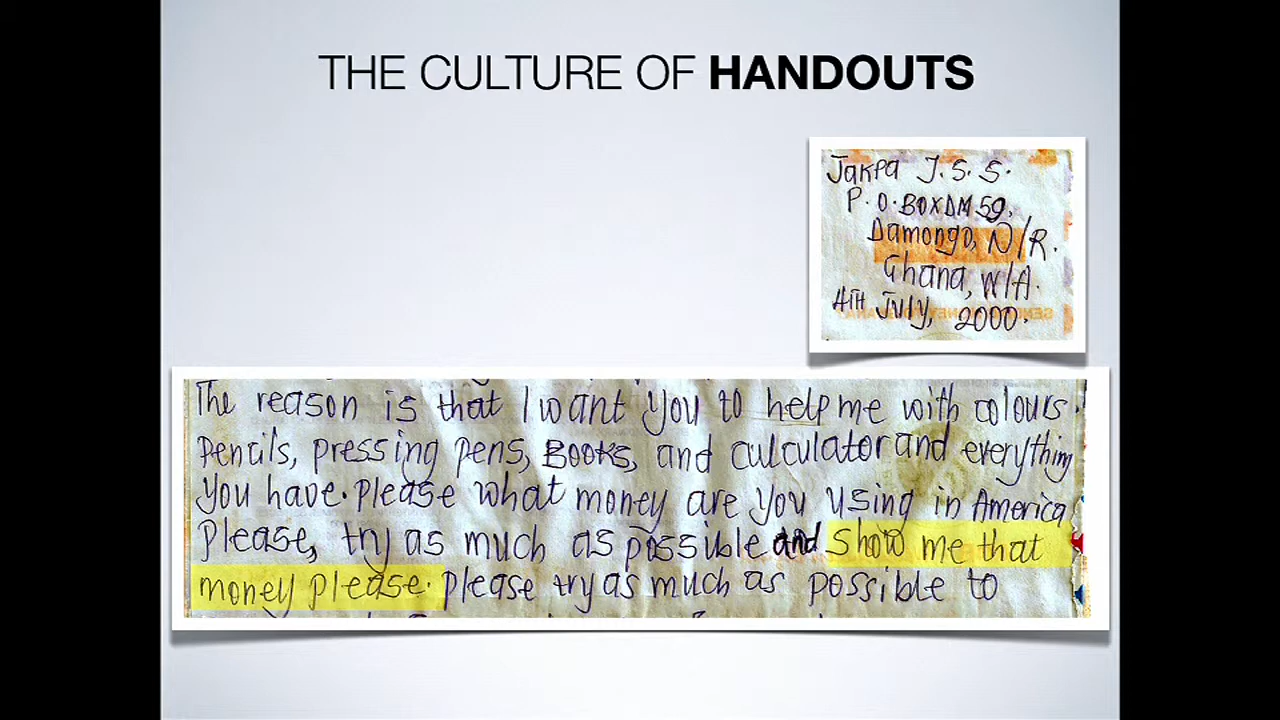 THE CULTURE OF HANDOUTS
Jakpa J.S.S.
P.O.BOX DM 59,
Damongo, N/R.
Ghana, W/A.
4TH July, 2000.
The reason is that I want you to help me with colours
pencils, pressing pens, Books, and calculator and everything
you have. please what money are you using in America
please, try as much as possible and show me that
money please. please try as much as possible to